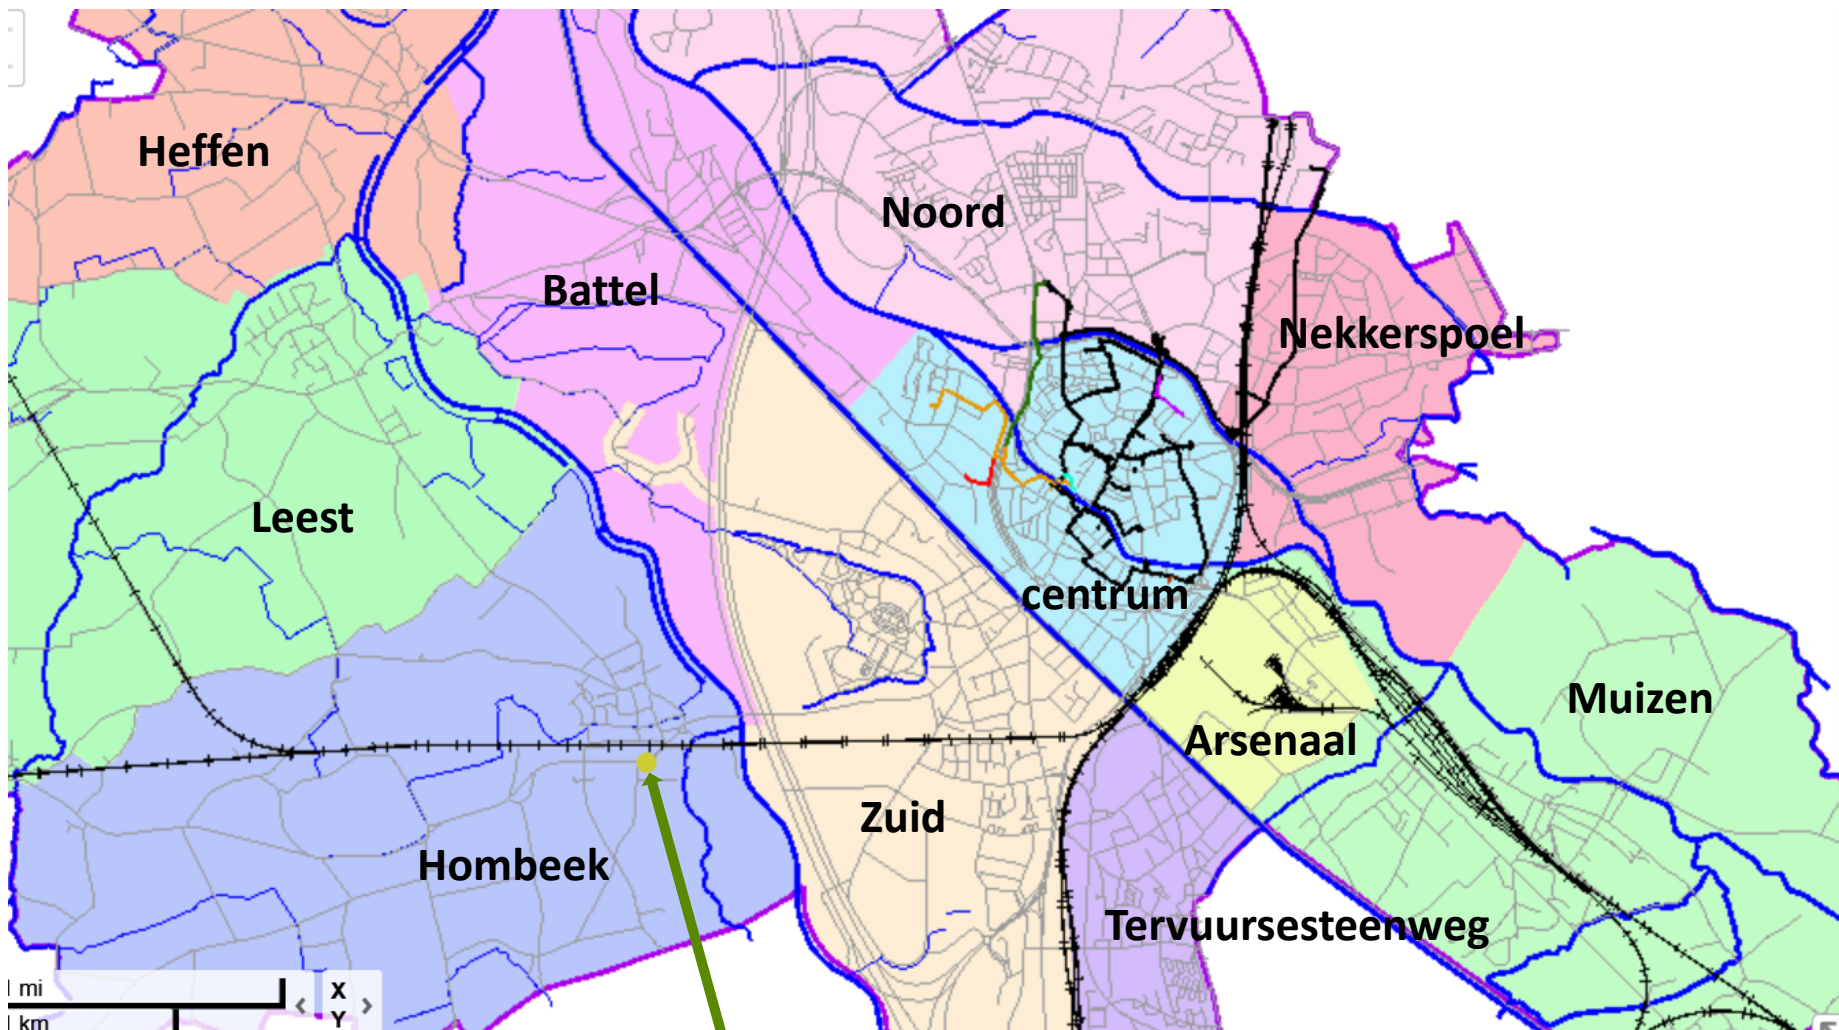 Heffen
Noord
Battel
Nekkerspoel
Leest
centrum
Muizen
Arsenaal
Zuid
Hombeek
Tervuursesteenweg
mi
km
X
Y